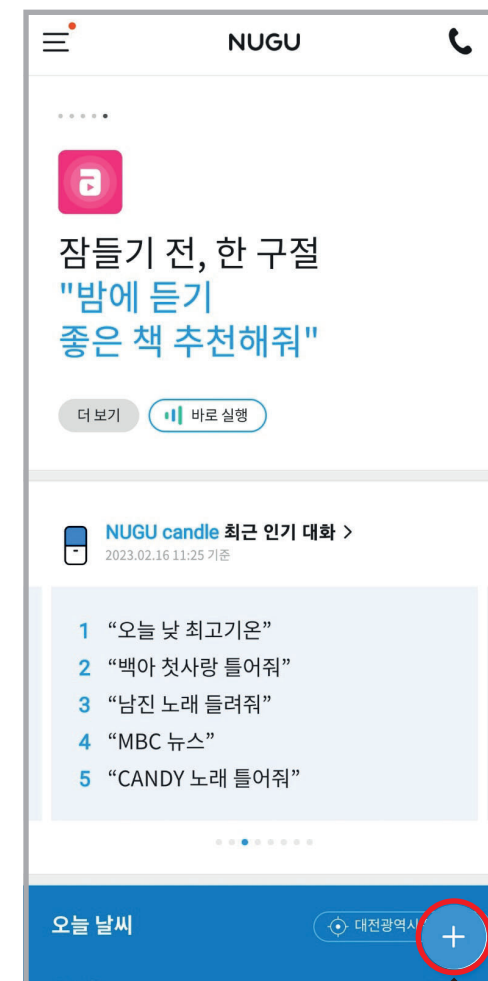 NUGU
잠들기 전, 한 구절
"밤에 듣기
좋은 책 추천해줘"
더 보기
바로 실행
NUGU candle 최근 인기 대화 >
2023.02.16 11:25 기준
1 “오늘 낮 최고기온”
2 “백아 첫사랑 틀어줘”
3 “남진 노래 들려줘”
4 “MBC 뉴스”
5 “CANDY 노래 틀어줘”
오늘 날씨
대전광역시
+